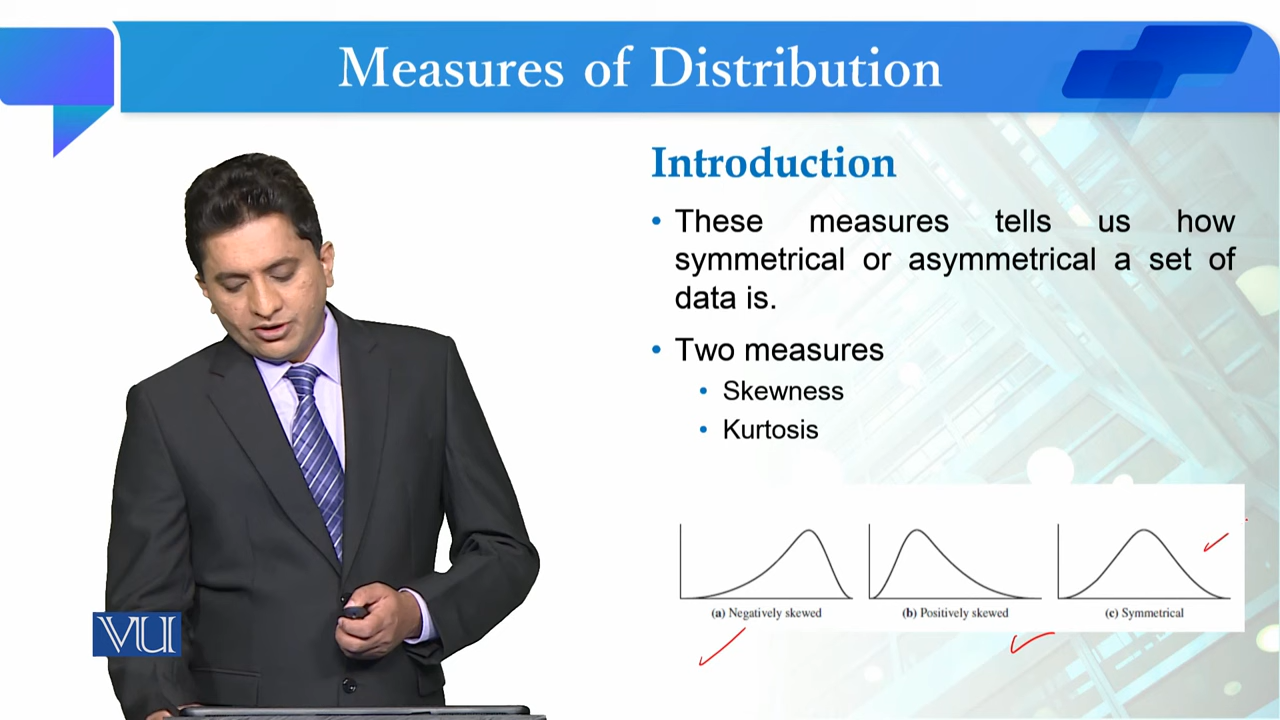 Measures of Distribution
Introduction
• These measures tells us how
symmetrical or asymmetrical a set of
data is.
• Two measures
• Skewness
• Kurtosis
(a) Negatively skewed
(b) Positively skewed
(c) Symmetrical
VU